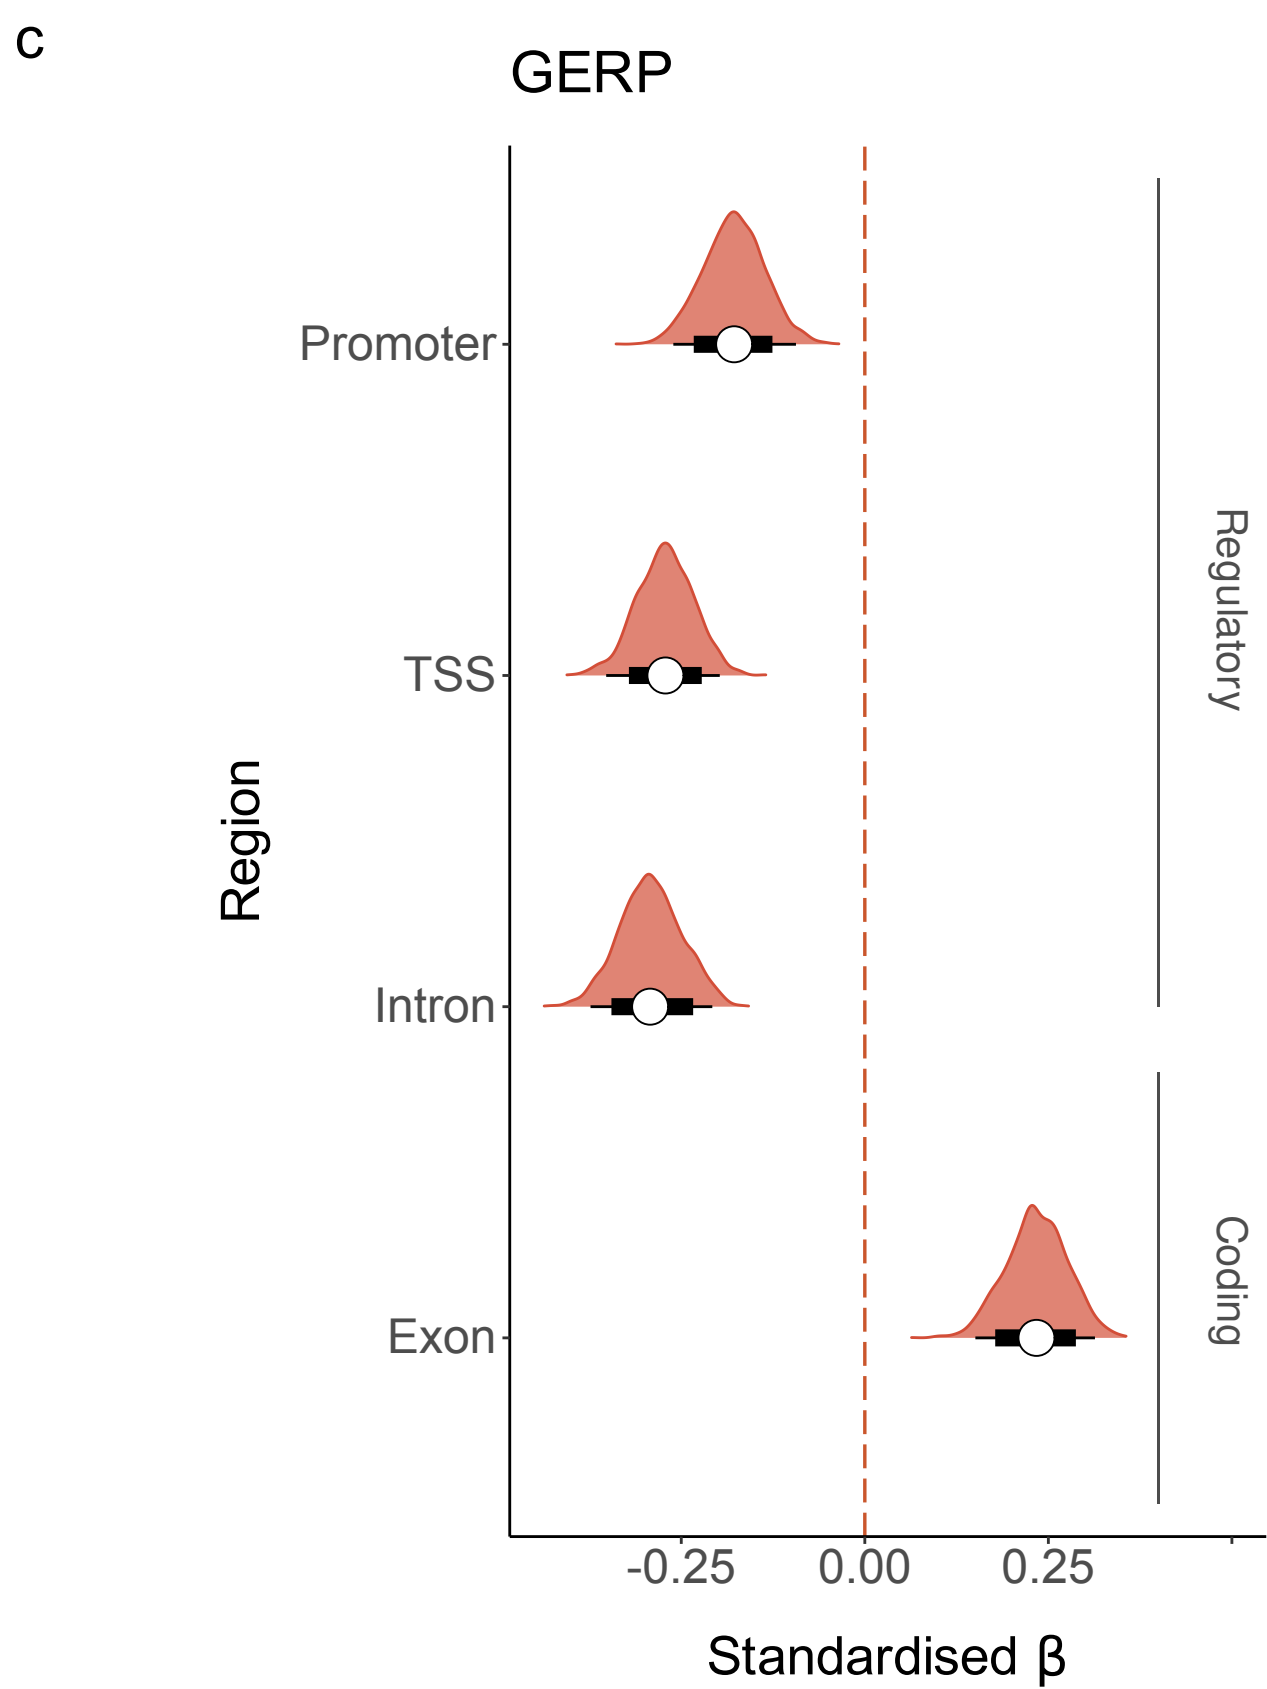 c
GERP
Promoter
TSS
Intron
Exon
Region
Regulatory
Coding
-0.25
0.00
0.25
Standardised β